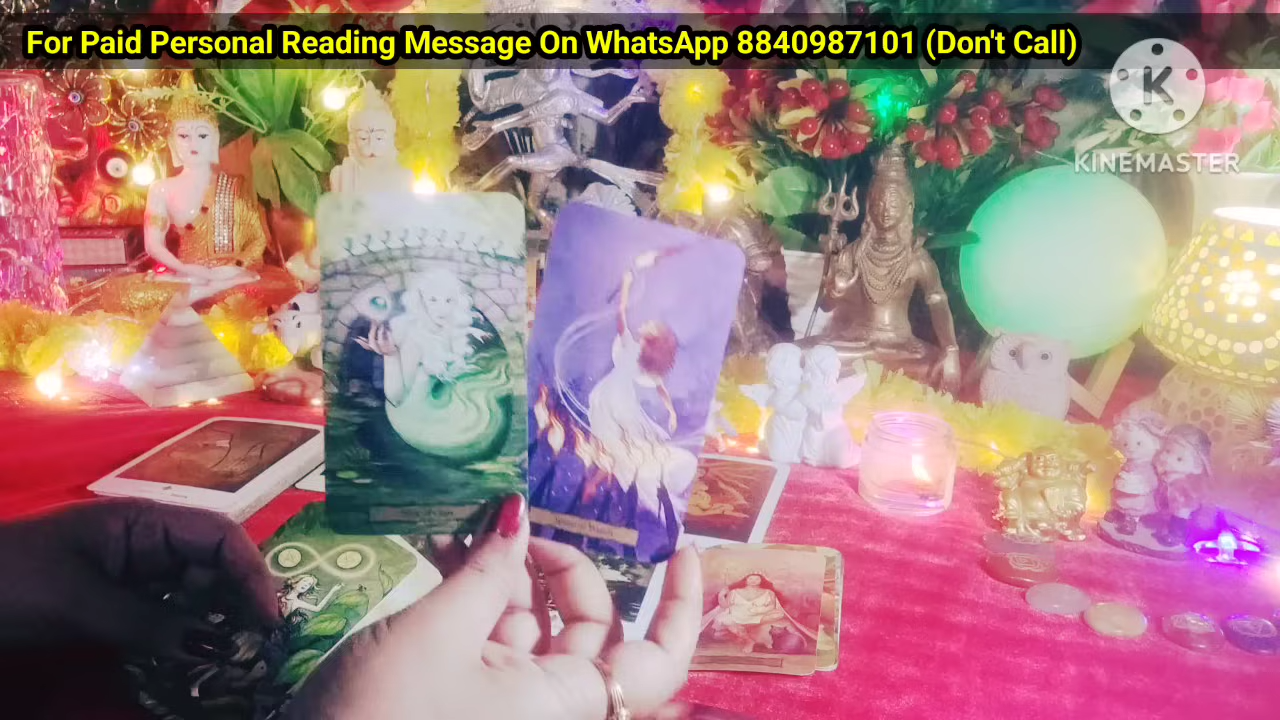 For Paid Personal Reading Message On WhatsApp 8840987101 (Don't Call)
K
KINEMASTER